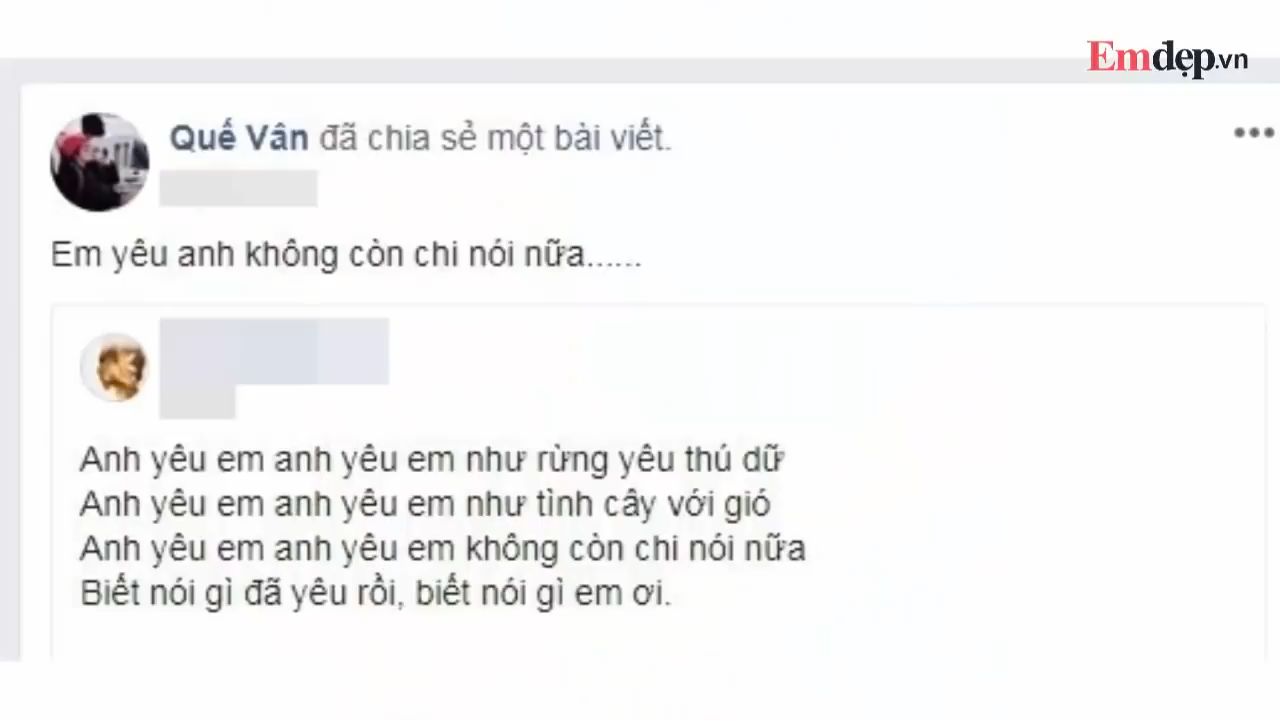 Emdẹp.vn
Quế Vân đã chia sẻ một bài viết.
Em yêu anh không còn chi nói nữa......
Anh yêu em anh yêu em như rừng yêu thú dữ
Anh yêu em anh yêu em như tình cây với gió
Anh yêu em anh yêu em không còn chi nói nữa
Biết nói gì đã yêu rồi, biết nói gì em ơi.